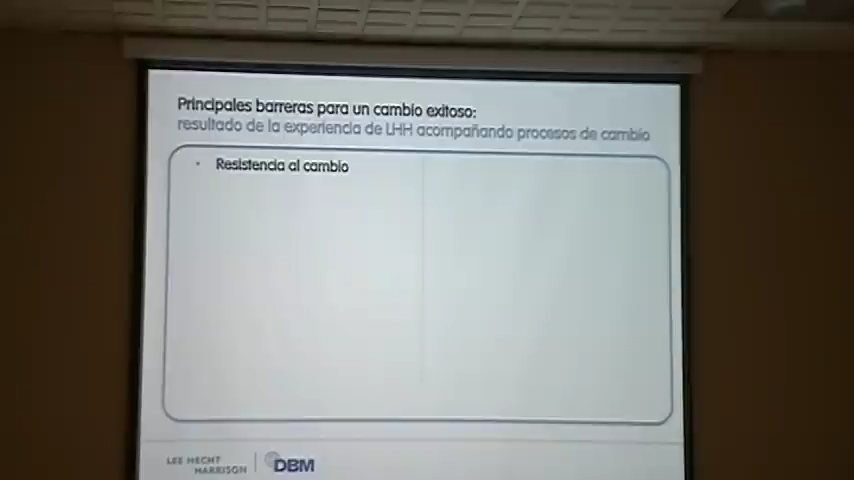 Principales barreras para un cambio exitoso:
resultado de la experiencia de LHH acompañando procesos de cambio
• Resistencia al cambio
LEE HECHT
HARRISON
DBM